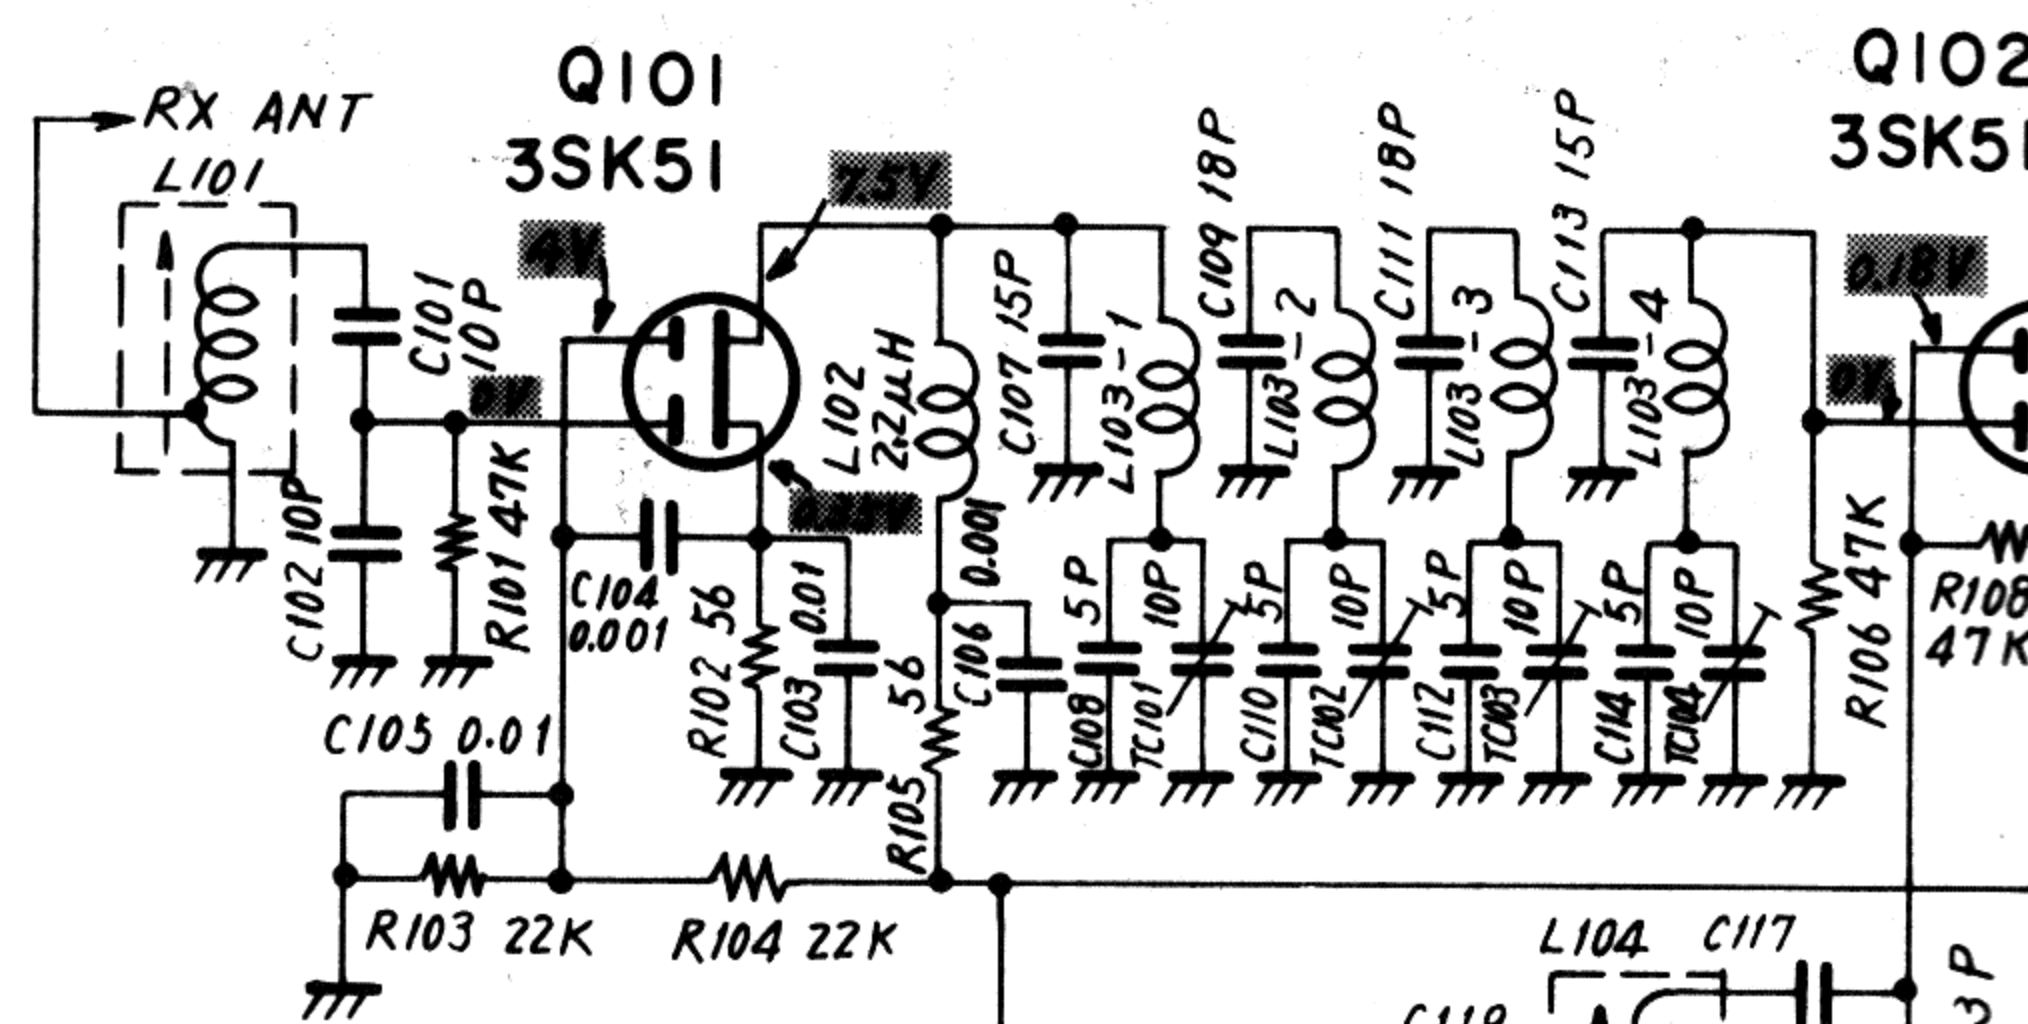 Q101
3SK51
Q102
3SK51
RX ANT
L101
7.5V
4V
0V
C101
10P
C102 10P
R101 47K
C104
0.001
R102 56
C103 0.01
L102
2.2μH
C107 15P
L103-1
C109 18P
L103-2
C111 18P
L103-3
C113 15P
L103-4
0.18V
0V
C106 0.001
R105 56
C108 5P
TC101 10P
C110 5P
TC102 10P
C112 5P
TC103 10P
C114 5P
TC104 10P
R106 47K
R108
47K
C105 0.01
R103 22K
R104 22K
L104
C117
3P